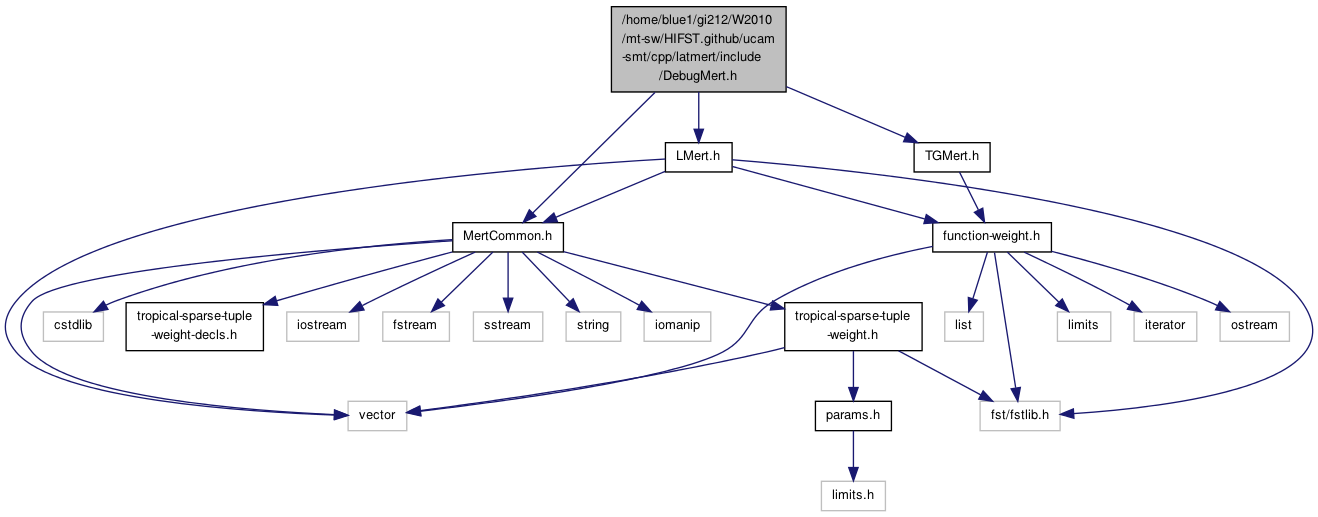 /home/blue1/gi212/W2010
/mt-sw/HIFST.github/ucam
-smt/cpp/latmert/include
/DebugMert.h
LMert.h
TGMert.h
MertCommon.h
function-weight.h
cstdlib
tropical-sparse-tuple
-weight-decls.h
iostream
fstream
sstream
string
iomanip
tropical-sparse-tuple
-weight.h
list
limits
iterator
ostream
vector
params.h
fst/fstlib.h
limits.h